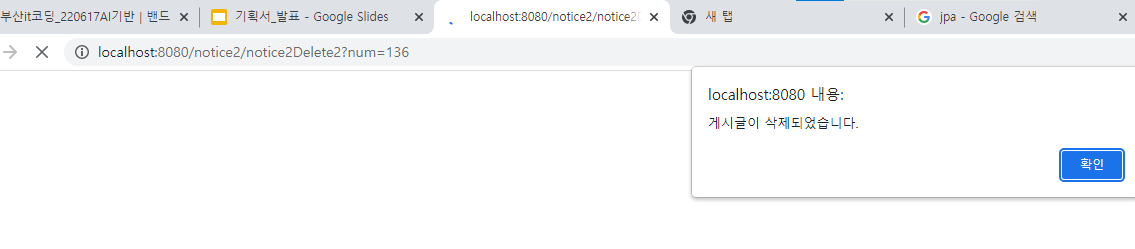 부산it코딩_220617AI기반 | 밴드
기획서_발표 - Google Slides
localhost:8080/notice2/notice2D
새 탭
jpa - Google 검색
localhost:8080/notice2/notice2Delete2?num=136
localhost:8080 내용:
게시글이 삭제되었습니다.
확인